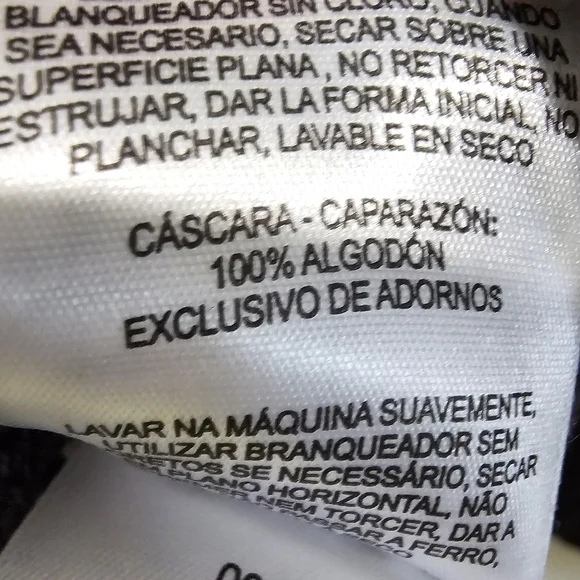 BLANQUEADOR SIN CLORO, CUANDO
SEA NECESARIO, SECAR SOBRE UNA
SUPERFICIE PLANA, NO RETORCER NI
ESTRUJAR, DAR LA FORMA INICIAL, NO
PLANCHAR, LAVABLE EN SECO
CÁSCARA - CAPARAZÓN:
100% ALGODÓN
EXCLUSIVO DE ADORNOS
LAVAR NA MÁQUINA SUAVEMENTE,
UTILIZAR BRANQUEADOR SEM
SE NECESSÁRIO, SECAR
PLANO HORIZONTAL, NÃO
NEM TORCER, DAR A
PASSAR A FERRO,